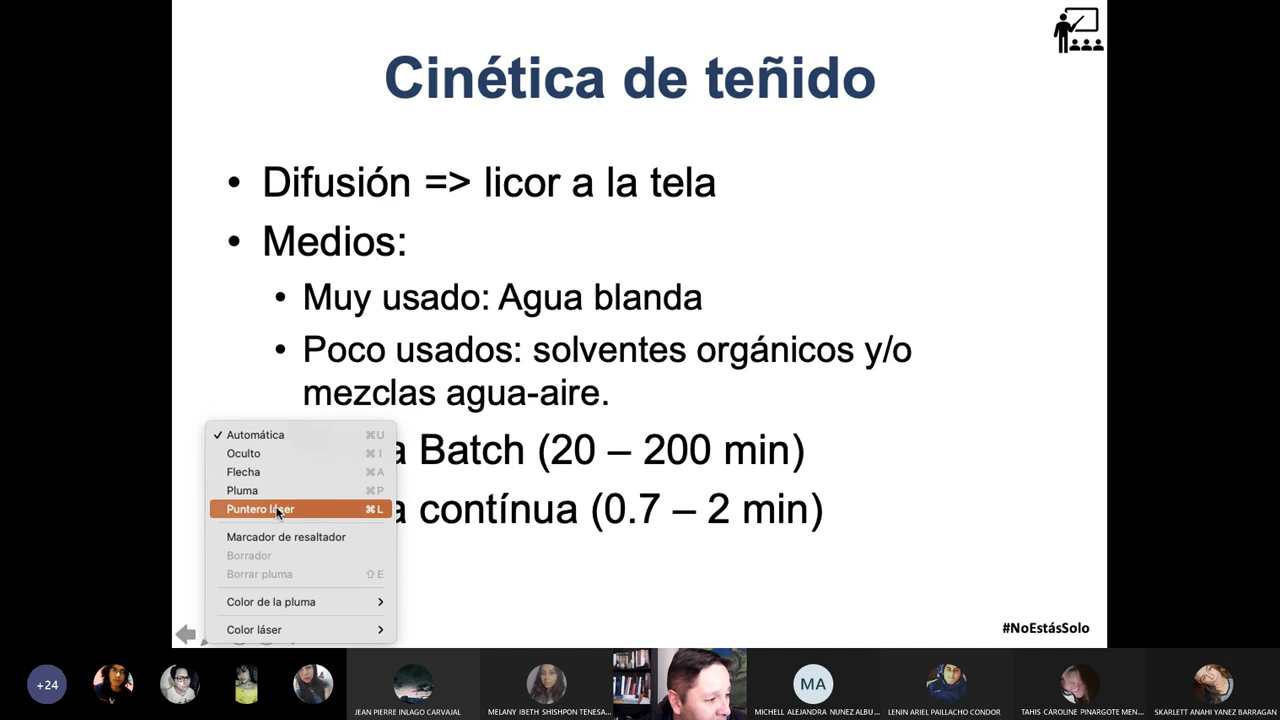 Cinética de teñido
• Difusión => licor a la tela
• Medios:
• Muy usado: Agua blanda
• Poco usados: solventes orgánicos y/o
mezclas agua-aire.
a Batch (20 – 200 min)
a contínua (0.7 – 2 min)
✓ Automática ⌘U
Oculto ⌘I
Flecha ⌘A
Pluma ⌘P
Puntero láser ⌘L
Marcador de resaltador
Borrador
Borrar pluma ⇧E
Color de la pluma >
Color láser >
#NoEstásSolo
+24
MA
JEAN PIERRE INLAGO CARVAJAL
MELANY IBETH SHISHPON TENESA...
MICHELL ALEJANDRA NUNEZ ALBU...
LENIN ARIEL PAILLACHO CONDOR
TAHIS CAROLINE PINARGOTE MEN...
SKARLETT ANAHI YANEZ BARRAGAN